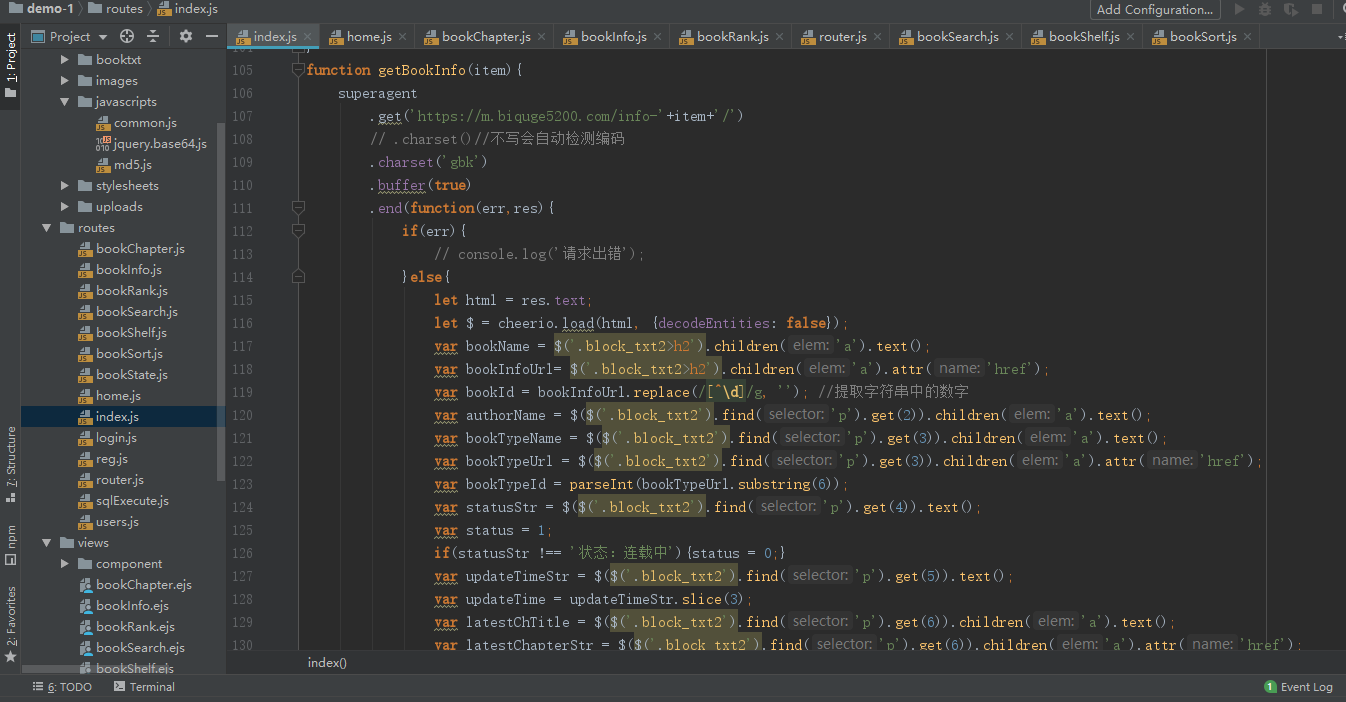 demo-1 routes index.js
Add Configuration...
1: Project
Project
index.js home.js bookChapter.js bookInfo.js bookRank.js router.js bookSearch.js bookShelf.js bookSort.js
booktxt
images
javascripts
common.js
jquery.base64.js
md5.js
stylesheets
uploads
routes
bookChapter.js
bookInfo.js
bookRank.js
bookSearch.js
bookShelf.js
bookSort.js
bookState.js
home.js
index.js
login.js
reg.js
router.js
sqlExecute.js
users.js
views
component
bookChapter.ejs
bookInfo.ejs
bookRank.ejs
bookSearch.ejs
bookShelf.ejs
7: Structure
npm
2: Favorites
105 function getBookInfo(item){
106 superagent
107 .get('https://m.biquge5200.com/info-'+item+'/')
108 // .charset()//不写会自动检测编码
109 .charset('gbk')
110 .buffer(true)
111 .end(function(err,res){
112 if(err){
113 // console.log('请求出错');
114 }else{
115 let html = res.text;
116 let $ = cheerio.load(html, {decodeEntities: false});
117 var bookName = $('.block_txt2>h2').children( elem: 'a').text();
118 var bookInfoUrl= $('.block_txt2>h2').children( elem: 'a').attr( name: 'href');
119 var bookId = bookInfoUrl.replace(/[^\d]/g, ''); //提取字符串中的数字
120 var authorName = $($('.block_txt2').find( selector: 'p').get(2)).children( elem: 'a').text();
121 var bookTypeName = $($('.block_txt2').find( selector: 'p').get(3)).children( elem: 'a').text();
122 var bookTypeUrl = $($('.block_txt2').find( selector: 'p').get(3)).children( elem: 'a').attr( name: 'href');
123 var bookTypeId = parseInt(bookTypeUrl.substring(6));
124 var statusStr = $($('.block_txt2').find( selector: 'p').get(4)).text();
125 var status = 1;
126 if(statusStr !== '状态：连载中'){status = 0;}
127 var updateTimeStr = $($('.block_txt2').find( selector: 'p').get(5)).text();
128 var updateTime = updateTimeStr.slice(3);
129 var latestChTitle = $($('.block_txt2').find( selector: 'p').get(6)).children( elem: 'a').text();
130 var latestChapterStr = $($('.block_txt2').find( selector: 'p').get(6)).children( elem: 'a').attr( name: 'href');
index()
6: TODO Terminal
1 Event Log